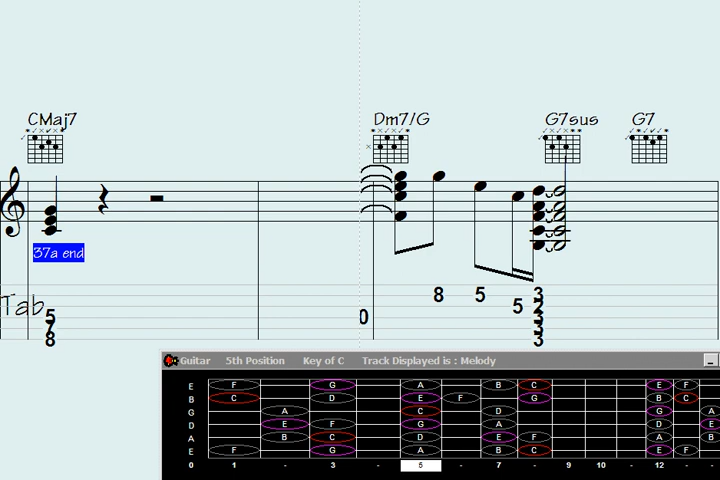 CMaj7 Dm7/G G7sus G7
37a end
Tab
8 5 5 3
2
5 0 3
7 3
8 3
Guitar 5th Position Key of C Track Displayed is : Melody
E F G A B C E F
B C D E F G B C
G A C D G A
D E F G A D E
A B C D E F A B
E F G A B C E F
0 1 - 3 - 5 - 7 - 9 10 - 12 - -